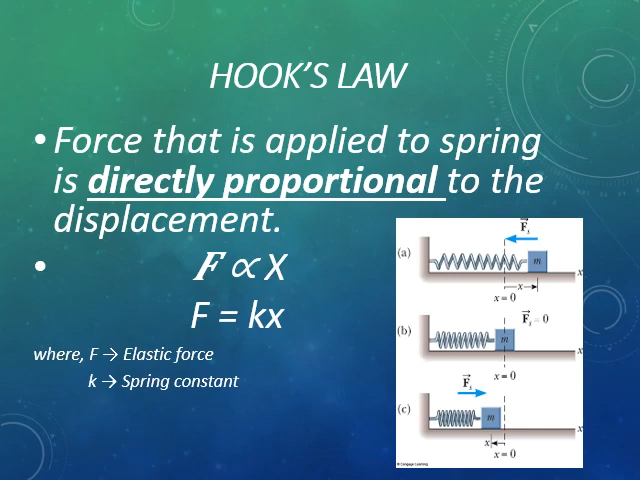 HOOK'S LAW
• Force that is applied to spring
is directly proportional to the
displacement.
• F ∝ X
F = kx
where, F → Elastic force
k → Spring constant
F⃗s
(a)
m
x
x
x = 0
F⃗s = 0
(b)
m
x
x = 0
F⃗s
(c)
m
x
x
x = 0
© Cengage Learning